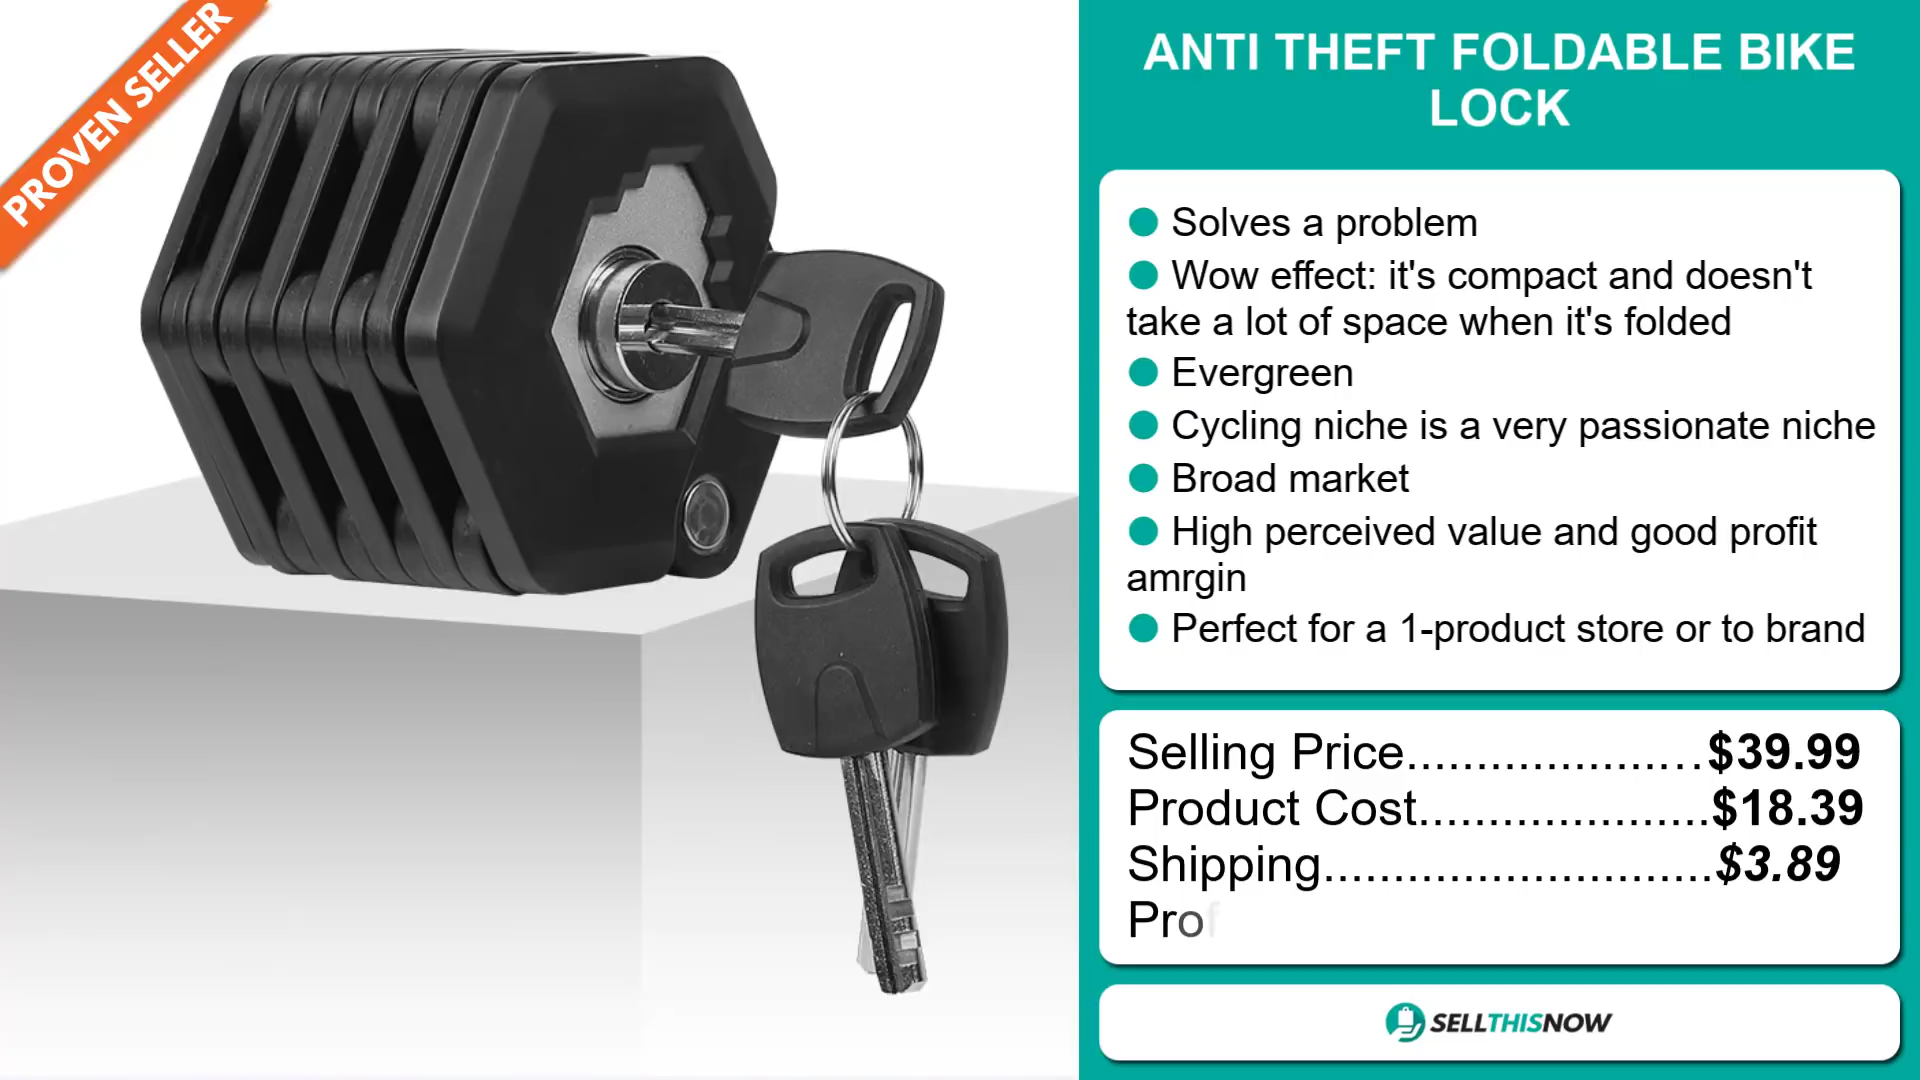 PROVEN SELLER
ANTI THEFT FOLDABLE BIKE
LOCK
● Solves a problem
● Wow effect: it's compact and doesn't
take a lot of space when it's folded
● Evergreen
● Cycling niche is a very passionate niche
● Broad market
● High perceived value and good profit
amrgin
● Perfect for a 1-product store or to brand
Selling Price......................$39.99
Product Cost.....................$18.39
Shipping............................$3.89
Prof
SELLTHISNOW